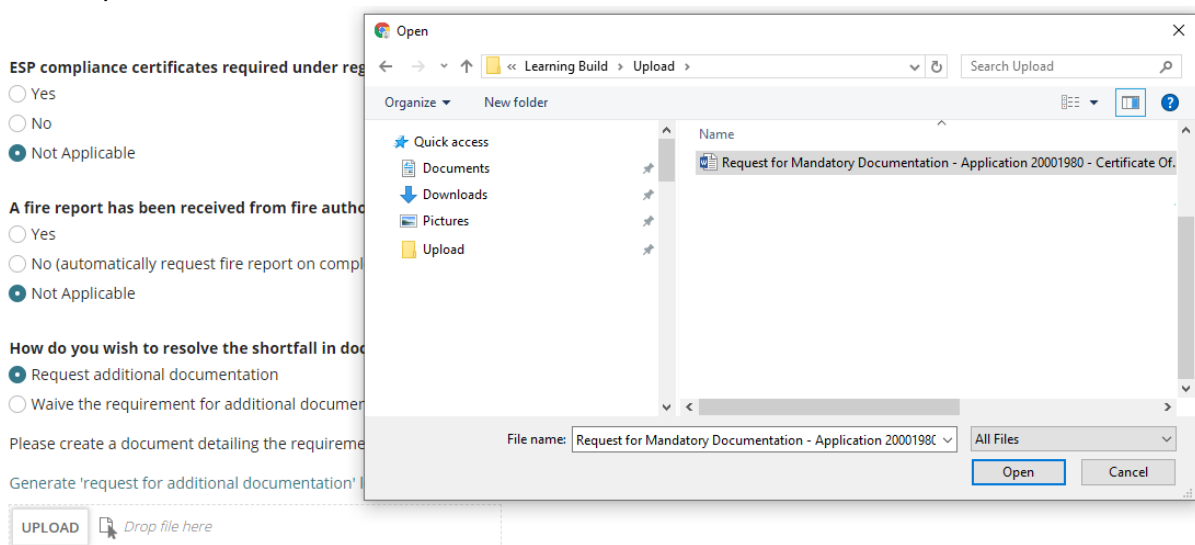 ESP compliance certificates required under reg
Yes
No
Not Applicable
A fire report has been received from fire autho
Yes
No (automatically request fire report on compl
Not Applicable
How do you wish to resolve the shortfall in doc
Request additional documentation
Waive the requirement for additional documen
Please create a document detailing the requireme
Generate 'request for additional documentation' l
UPLOAD Drop file here
Open
« Learning Build › Upload ›
Search Upload
Organize New folder
Quick access
Documents
Downloads
Pictures
Upload
Name
Request for Mandatory Documentation - Application 20001980 - Certificate Of.
File name: Request for Mandatory Documentation - Application 2000198
All Files
Open Cancel